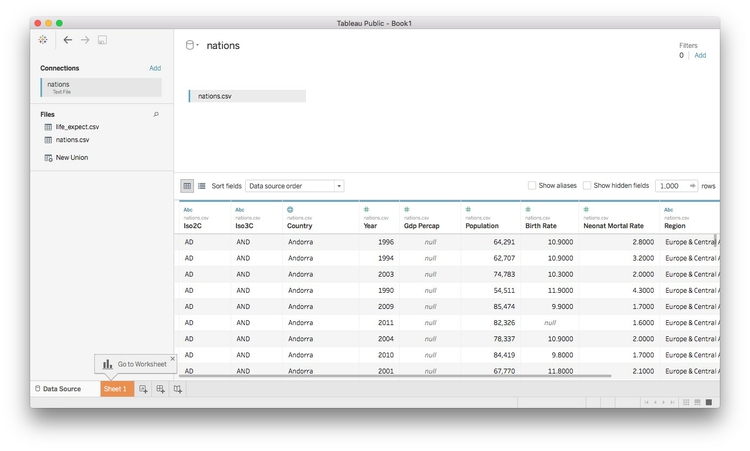 Tableau Public - Book1
Connections Add
nations
Text File
Files
life_expect.csv
nations.csv
New Union
nations
Filters
0 Add
nations.csv
Sort fields Data source order
Show aliases Show hidden fields 1,000 rows
Abc Abc # # # # # Abc
nations.csv nations.csv nations.csv nations.csv nations.csv nations.csv nations.csv nations.csv nations.csv
Iso2C Iso3C Country Year Gdp Percap Population Birth Rate Neonat Mortal Rate Region
AD AND Andorra 1996 null 64,291 10.9000 2.8000 Europe & Central A
AD AND Andorra 1994 null 62,707 10.9000 3.2000 Europe & Central A
AD AND Andorra 2003 null 74,783 10.3000 2.0000 Europe & Central A
AD AND Andorra 1990 null 54,511 11.9000 4.3000 Europe & Central A
AD AND Andorra 2009 null 85,474 9.9000 1.7000 Europe & Central A
AD AND Andorra 2011 null 82,326 null 1.6000 Europe & Central A
AD AND Andorra 2004 null 78,337 10.9000 2.0000 Europe & Central A
AD AND Andorra 2010 null 84,419 9.8000 1.7000 Europe & Central A
AD AND Andorra 2001 null 67,770 11.8000 2.1000 Europe & Central A
Go to Worksheet
Data Source Sheet 1